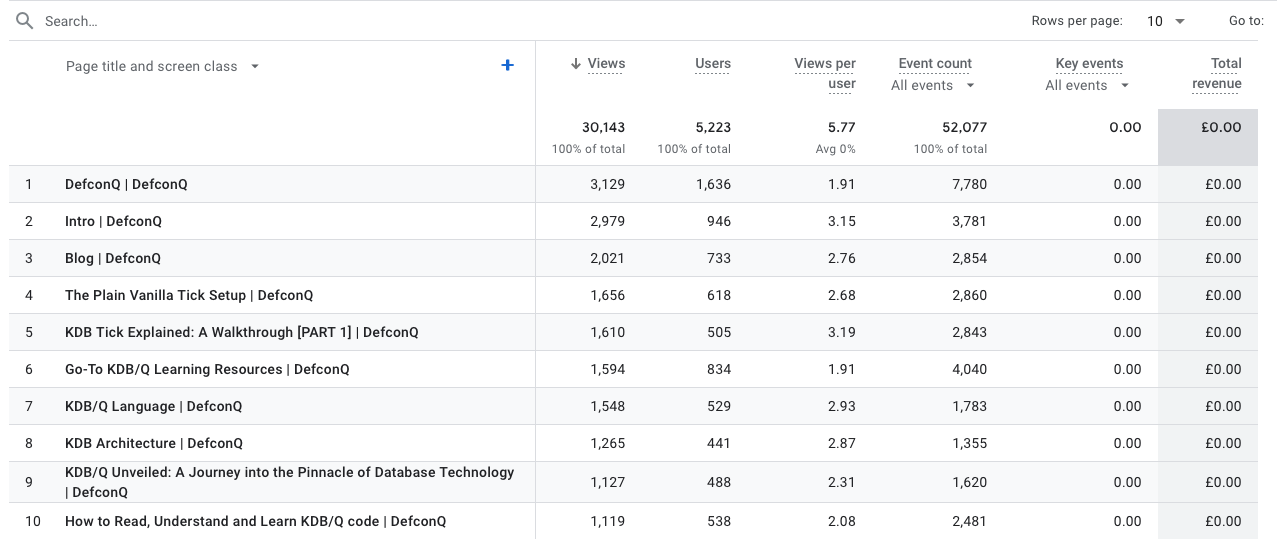 Search... Rows per page: 10 Go to:
Page title and screen class + Views Users Views per user Event count All events Key events All events Total revenue
30,143 5,223 5.77 52,077 0.00 £0.00
100% of total 100% of total Avg 0% 100% of total
1 DefconQ | DefconQ 3,129 1,636 1.91 7,780 0.00 £0.00
2 Intro | DefconQ 2,979 946 3.15 3,781 0.00 £0.00
3 Blog | DefconQ 2,021 733 2.76 2,854 0.00 £0.00
4 The Plain Vanilla Tick Setup | DefconQ 1,656 618 2.68 2,860 0.00 £0.00
5 KDB Tick Explained: A Walkthrough [PART 1] | DefconQ 1,610 505 3.19 2,843 0.00 £0.00
6 Go-To KDB/Q Learning Resources | DefconQ 1,594 834 1.91 4,040 0.00 £0.00
7 KDB/Q Language | DefconQ 1,548 529 2.93 1,783 0.00 £0.00
8 KDB Architecture | DefconQ 1,265 441 2.87 1,355 0.00 £0.00
9 KDB/Q Unveiled: A Journey into the Pinnacle of Database Technology
| DefconQ 1,127 488 2.31 1,620 0.00 £0.00
10 How to Read, Understand and Learn KDB/Q code | DefconQ 1,119 538 2.08 2,481 0.00 £0.00